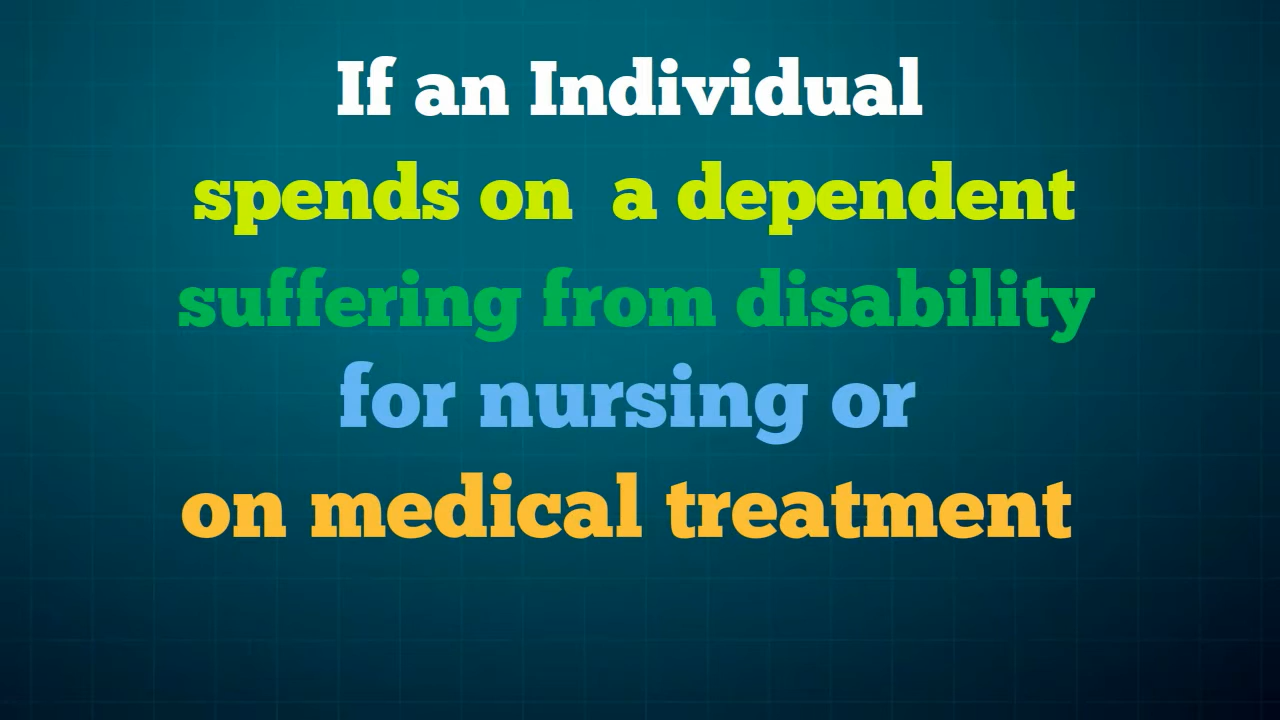 If an Individual
spends on a dependent
suffering from disability
for nursing or
on medical treatment